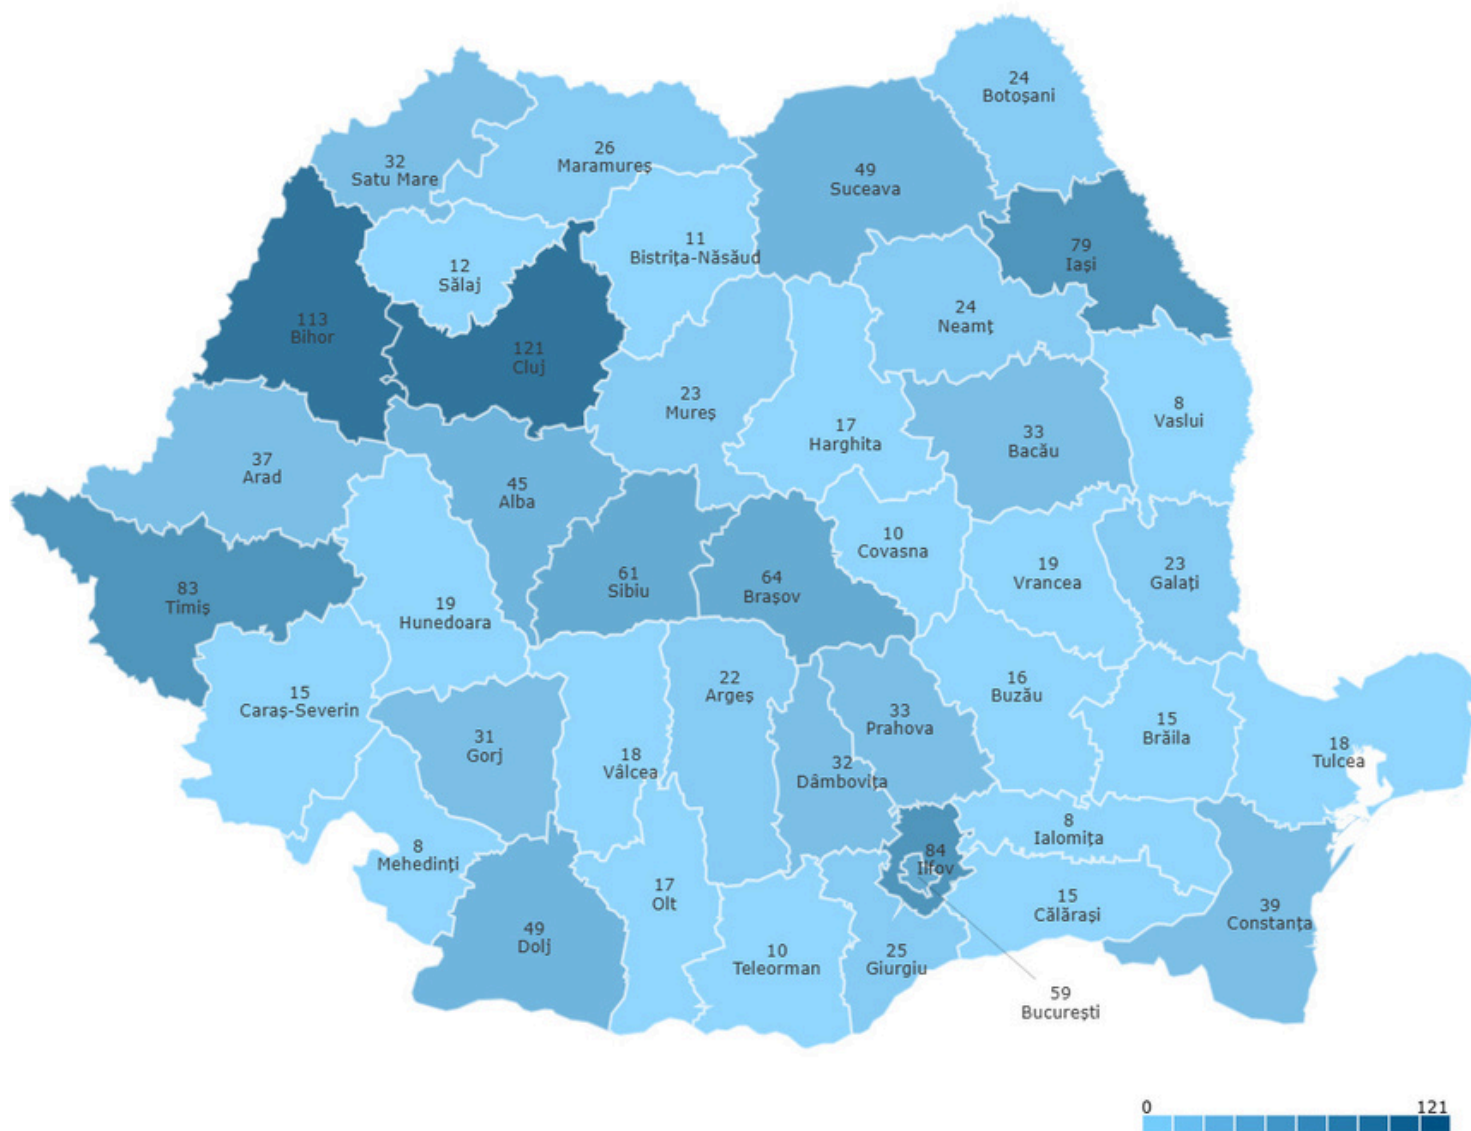 24
Botoșani
26
Maramureș
32
Satu Mare
49
Suceava
11
Bistrița-Năsăud
79
Iași
12
Sălaj
24
Neamț
113
Bihor
121
Cluj
23
Mureș
8
Vaslui
17
Harghita
33
Bacău
37
Arad
45
Alba
10
Covasna
19
Vrancea
23
Galați
61
Sibiu
64
Brașov
83
Timiș
19
Hunedoara
22
Argeș
16
Buzău
15
Caraș-Severin
33
Prahova
15
Brăila
31
Gorj
18
Vâlcea
18
Tulcea
32
Dâmbovița
8
Ialomița
8
Mehedinți
84
Ilfov
17
Olt
15
Călărași
39
Constanța
49
Dolj
10
Teleorman
25
Giurgiu
59
București
0 121